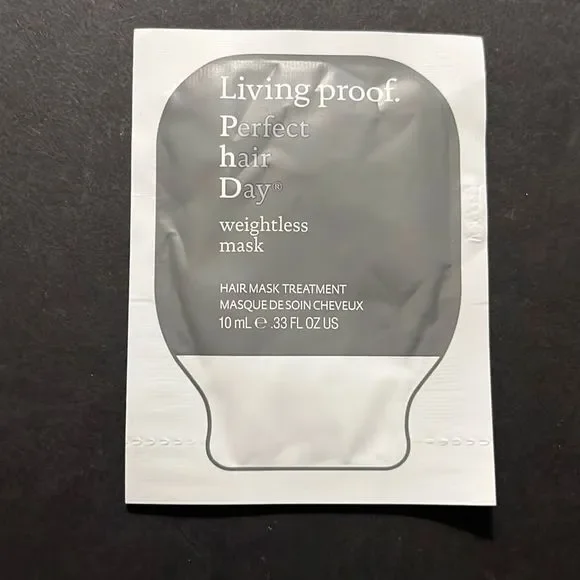 Living proof.
Perfect
hair
Day®
weightless
mask
HAIR MASK TREATMENT
MASQUE DE SOIN CHEVEUX
10 mL ℮ .33 FL OZ US